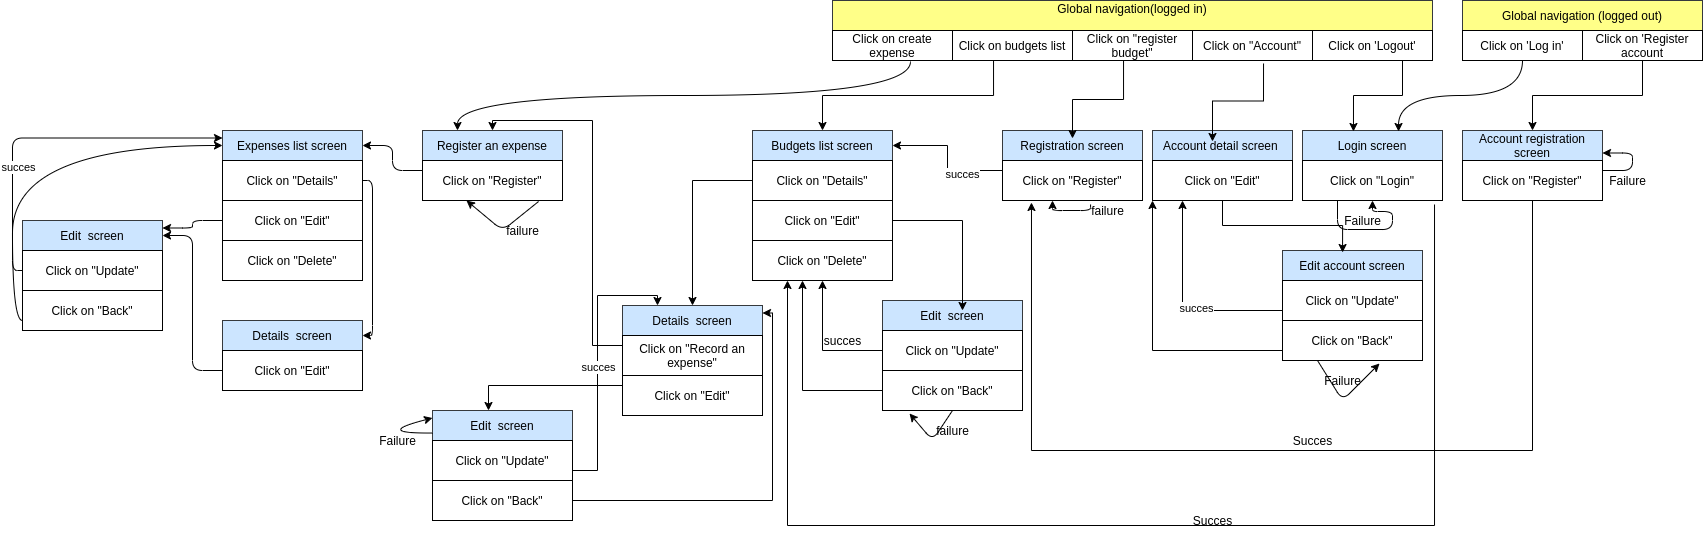 Global navigation(logged in)
Click on create
expense
Click on budgets list
Click on "register
budget"
Click on "Account"
Click on 'Logout'
Global navigation (logged out)
Click on 'Log in'
Click on 'Register
account
Expenses list screen
Click on "Details"
Click on "Edit"
Click on "Delete"
succes
Register an expense
Click on "Register"
failure
Budgets list screen
Click on "Details"
Click on "Edit"
Click on "Delete"
succes
Registration screen
Click on "Register"
failure
Account detail screen
Click on "Edit"
Login screen
Click on "Login"
Failure
Account registration
screen
Click on "Register"
Failure
Edit  screen
Click on "Update"
Click on "Back"
Details  screen
Click on "Edit"
Details  screen
Click on "Record an
expense"
Click on "Edit"
succes
Edit  screen
Click on "Update"
Click on "Back"
succes
failure
Edit account screen
Click on "Update"
Click on "Back"
succes
Failure
Edit  screen
Click on "Update"
Click on "Back"
Failure
Succes
Succes